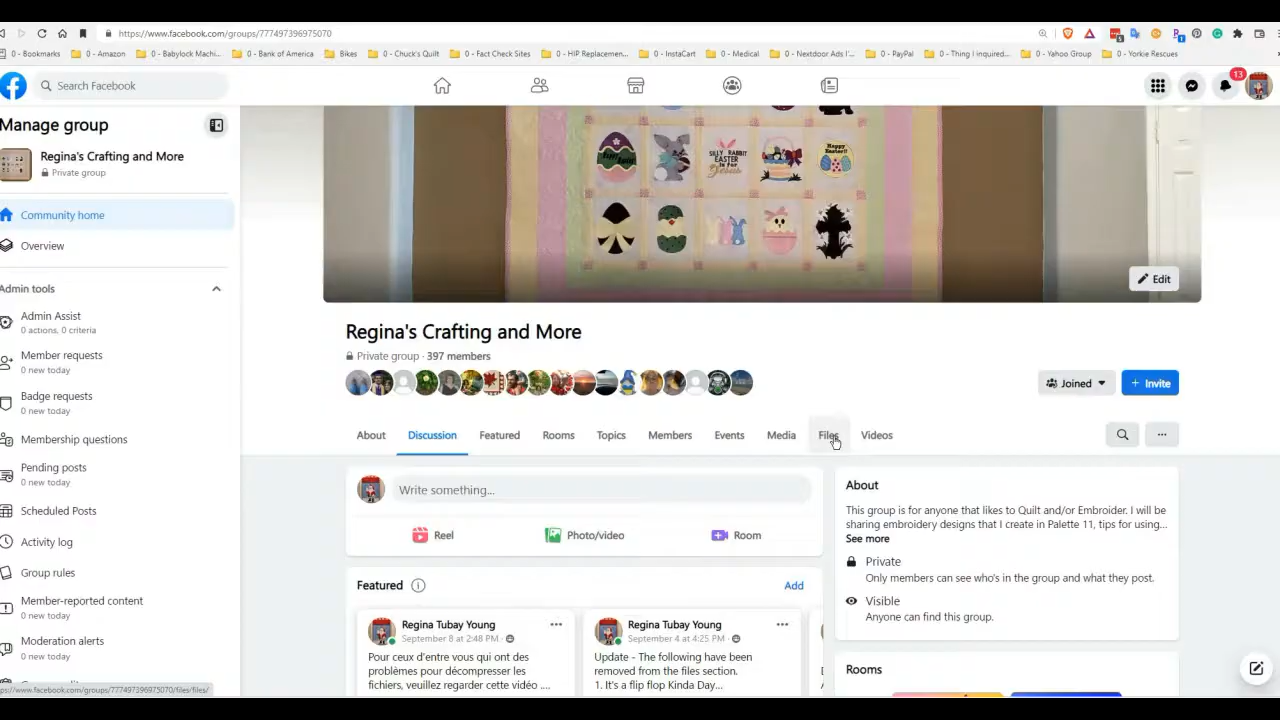 https://www.facebook.com/groups/777497396975070
0 - Bookmarks
0 - Amazon
0 - Babylock Machi...
0 - Bank of America
Bikes
0 - Chuck's Quilt
0 - Fact Check Sites
0 - HIP Replacemen...
0 - InstaCart
0 - Medical
0 - Nextdoor Ads I'...
0 - PayPal
0 - Thing I inquired...
0 - Yahoo Group
0 - Yorkie Rescues
Search Facebook
13
Manage group
Regina's Crafting and More
Private group
Community home
Overview
Admin tools
Admin Assist
0 actions, 0 criteria
Member requests
0 new today
Badge requests
0 new today
Membership questions
Pending posts
0 new today
Scheduled Posts
Activity log
Group rules
Member-reported content
0 new today
Moderation alerts
0 new today
ps://www.facebook.com/groups/777497396975070/files/files/
SILLY RABBIT
EASTER
is for
Jesus
Happy
Easter!!
Edit
Regina's Crafting and More
Private group · 397 members
Joined
+ Invite
About
Discussion
Featured
Rooms
Topics
Members
Events
Media
Files
Videos
Write something...
Reel
Photo/video
Room
Featured
Add
Regina Tubay Young
September 8 at 2:48 PM ·
Pour ceux d'entre vous qui ont des
problèmes pour décompresser les
fichiers, veuillez regarder cette vidéo ....
Regina Tubay Young
September 4 at 4:25 PM ·
Update - The following have been
removed from the files section.
1. It's a flip flop Kinda Day...
About
This group is for anyone that likes to Quilt and/or Embroider. I will be
sharing embroidery designs that I create in Palette 11, tips for using...
See more
Private
Only members can see who's in the group and what they post.
Visible
Anyone can find this group.
Rooms